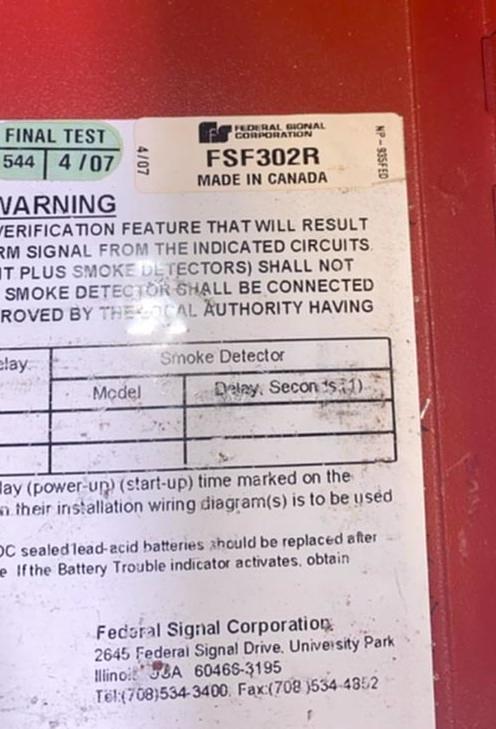 FINAL TEST
544 4/07
4/07
FEDERAL SIGNAL
CORPORATION
FSF302R
MADE IN CANADA
NP-935FED
WARNING
VERIFICATION FEATURE THAT WILL RESULT
RM SIGNAL FROM THE INDICATED CIRCUITS.
IT PLUS SMOKE DETECTORS) SHALL NOT
SMOKE DETECTOR SHALL BE CONNECTED
ROVED BY THE LOCAL AUTHORITY HAVING
elay. Smoke Detector
Model Delay, Seconds (1)
lay (power-up) (start-up) time marked on the
n their installation wiring diagram(s) is to be used
DC sealed lead-acid batteries should be replaced after
e If the Battery Trouble indicator activates, obtain
Federal Signal Corporation
2645 Federal Signal Drive, University Park
Illinois USA 60466-3195
Tel:(708)534-3400, Fax:(708)534-4852